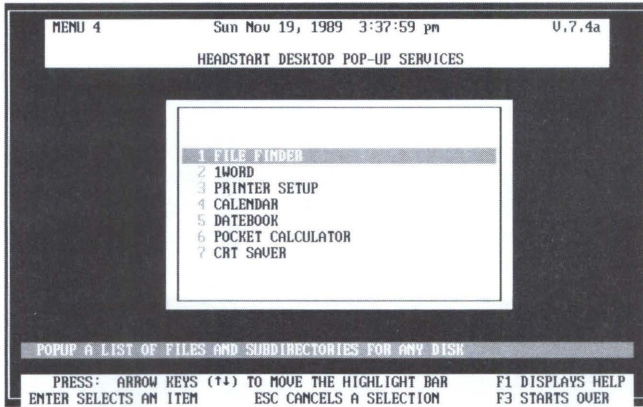 MENU 4 Sun Nov 19, 1989 3:37:59 pm V.7.4a
HEADSTART DESKTOP POP-UP SERVICES
1 FILE FINDER
2 1WORD
3 PRINTER SETUP
4 CALENDAR
5 DATEBOOK
6 POCKET CALCULATOR
7 CRT SAVER
POPUP A LIST OF FILES AND SUBDIRECTORIES FOR ANY DISK
PRESS: ARROW KEYS (↑↓) TO MOVE THE HIGHLIGHT BAR F1 DISPLAYS HELP
ENTER SELECTS AN ITEM ESC CANCELS A SELECTION F3 STARTS OVER